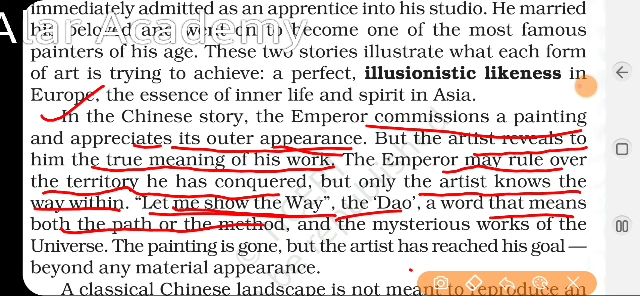 immediately admitted as an apprentice into his studio. He married
his beloved and went on to become one of the most famous
Alar Academy
painters of his age. These two stories illustrate what each form
of art is trying to achieve: a perfect, illusionistic likeness in
Europe, the essence of inner life and spirit in Asia.
In the Chinese story, the Emperor commissions a painting
and appreciates its outer appearance. But the artist reveals to
him the true meaning of his work. The Emperor may rule over
the territory he has conquered, but only the artist knows the
way within. “Let me show the Way”, the ‘Dao’, a word that means
both the path or the method, and the mysterious works of the
Universe. The painting is gone, but the artist has reached his goal —
beyond any material appearance.
A classical Chinese landscape is not meant to reproduce an